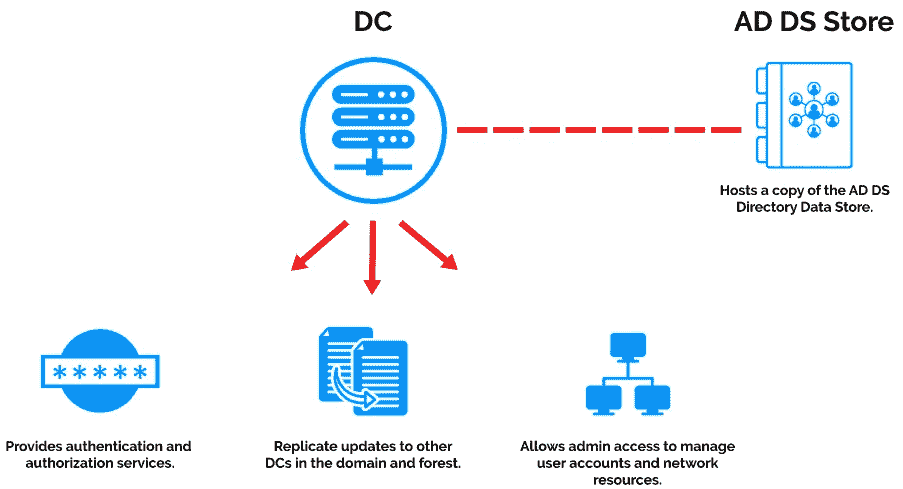 DC
AD DS Store
Hosts a copy of the AD DS
Directory Data Store.
*****
Provides authentication and
authorization services.
Replicate updates to other
DCs in the domain and forest.
Allows admin access to manage
user accounts and network
resources.